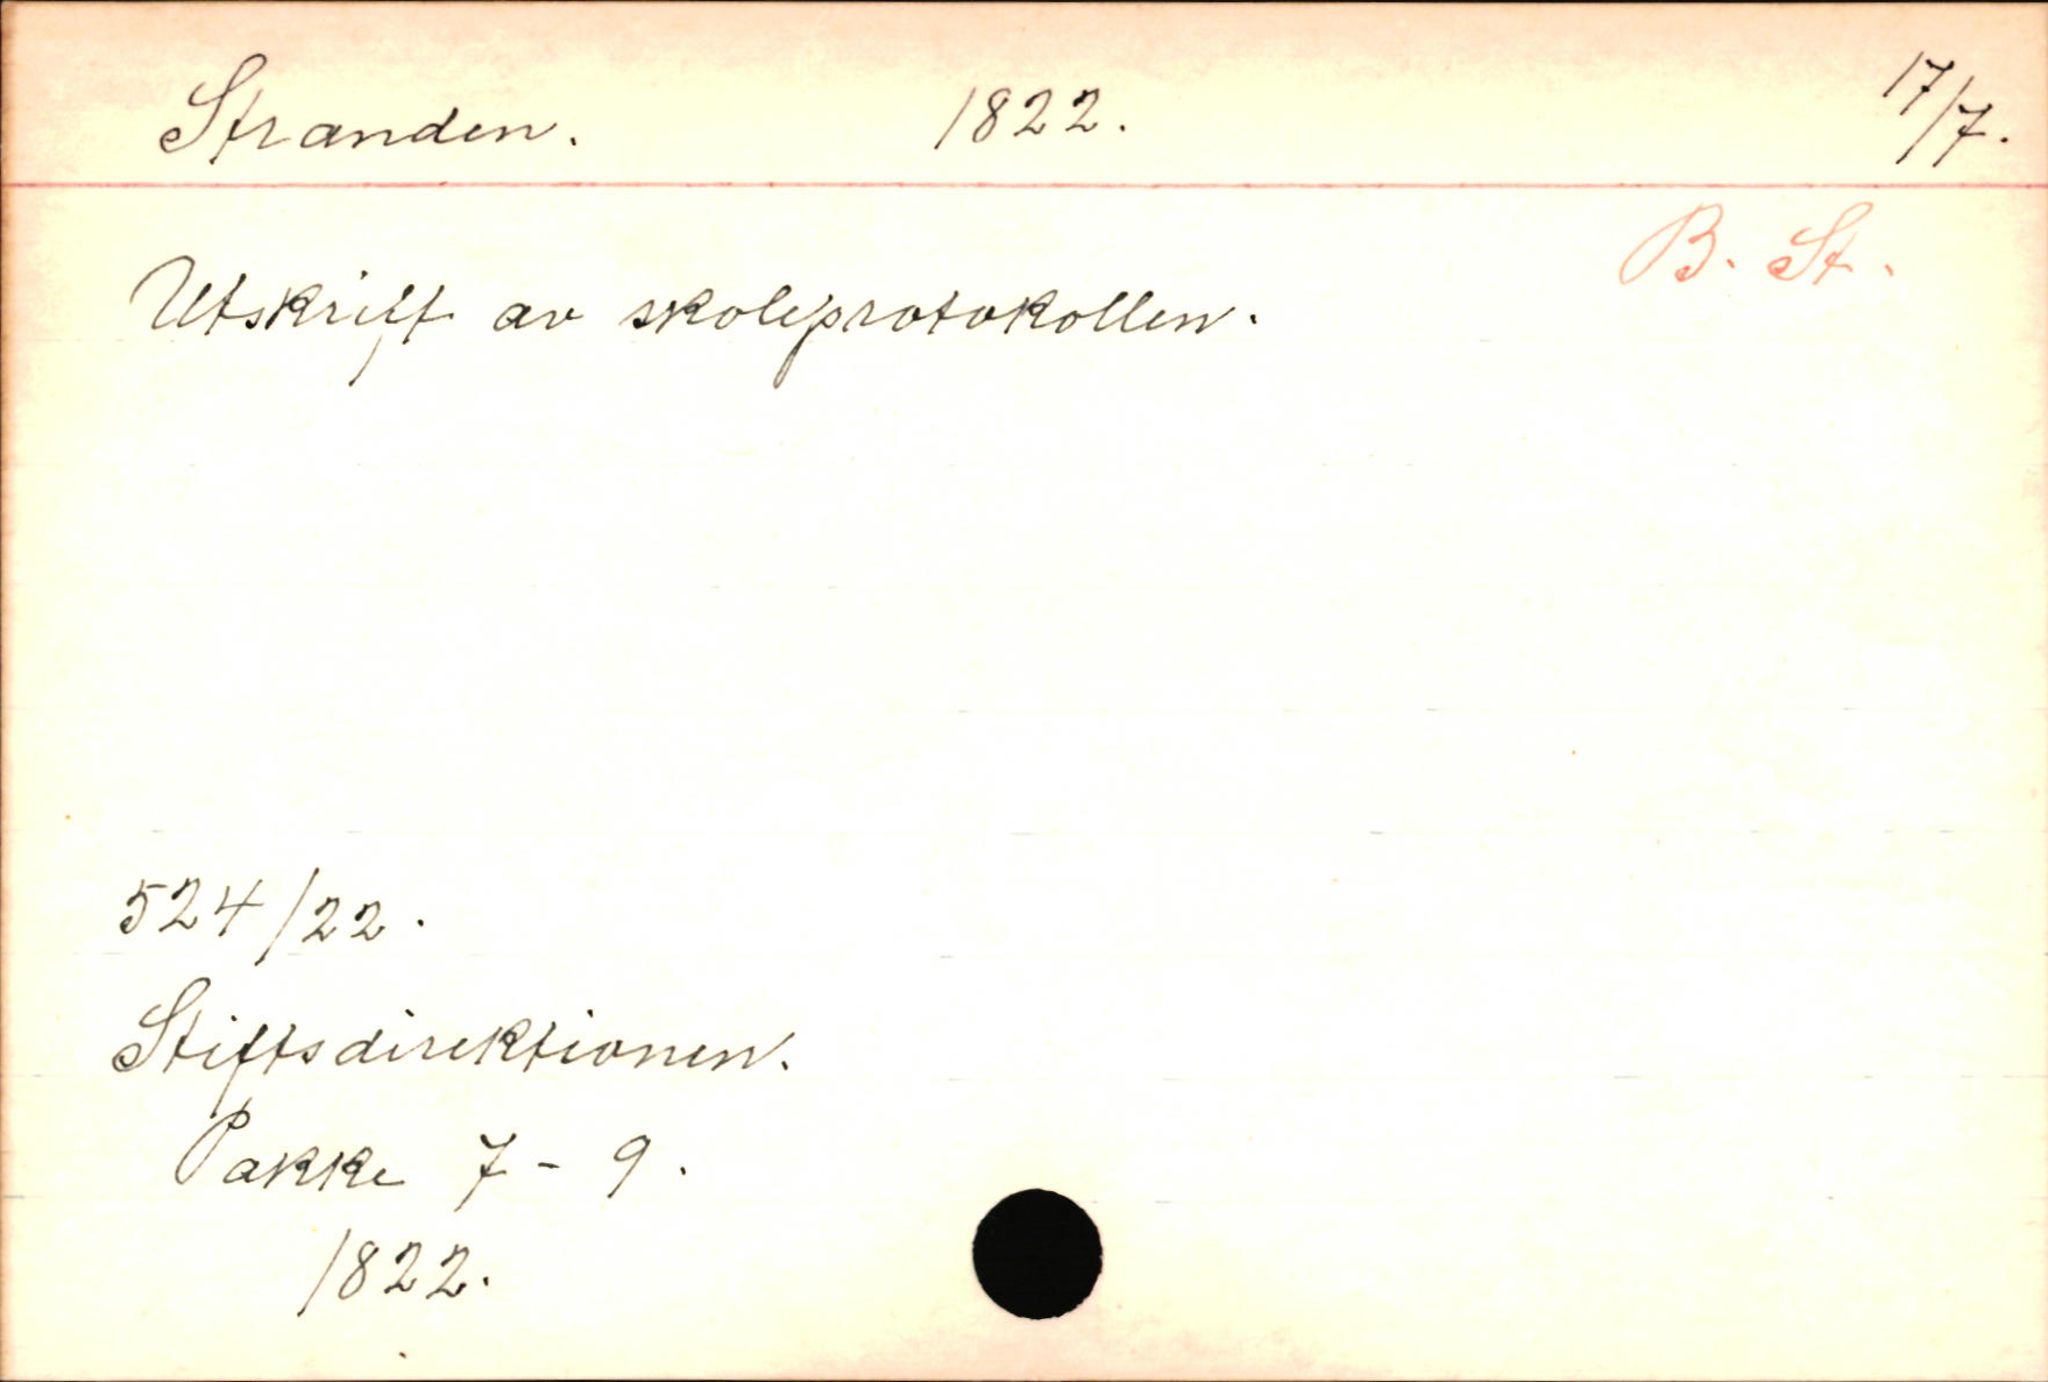 Stranden. 1822. 17/7.
B. St.
Utskrift av skoleprotokollen.
524/22.
Stiftsdirektionen.
Pakke 7 - 9.
1822.